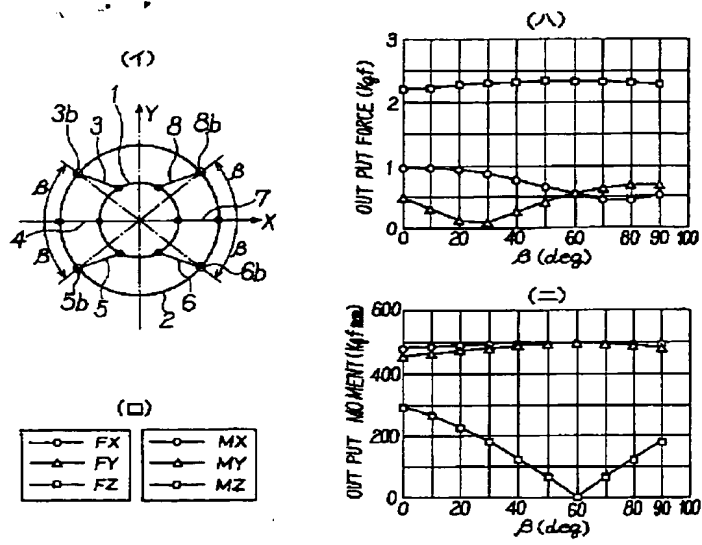 (イ)
1
Y
3b
3
8
8b
β
β
7
X
4
β
β
5b
5
2
6
6b
(ロ)
FX
FY
FZ
MX
MY
MZ
(ハ)
OUT PUT FORCE (Kgf)
3
2
1
0
0 20 40 60 80 100
β (deg)
(ニ)
OUT PUT MOMENT (Kgf mm)
600
400
200
0
0 20 40 60 80 100
β (deg)